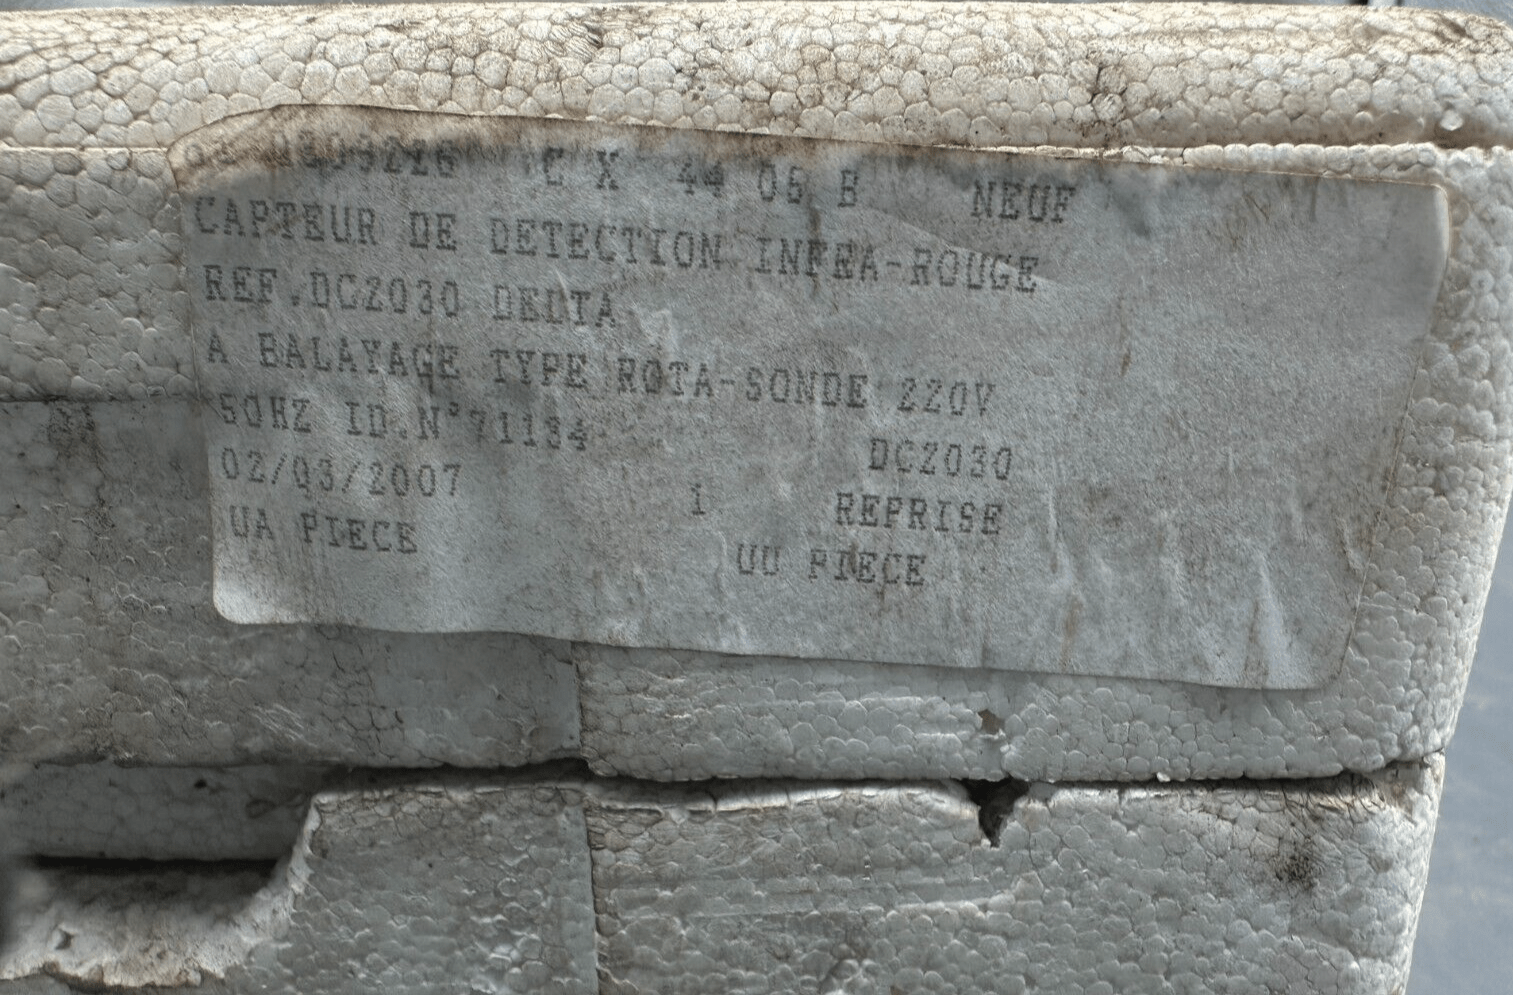 C X 44 06 B NEUF
CAPTEUR DE DETECTION INFRA-ROUGE
REF.DC2030 DELTA
A BALAYAGE TYPE ROTA-SONDE 220V
50HZ ID.N°71134
DC2030
02/03/2007 1 REPRISE
UA PIECE UU PIECE